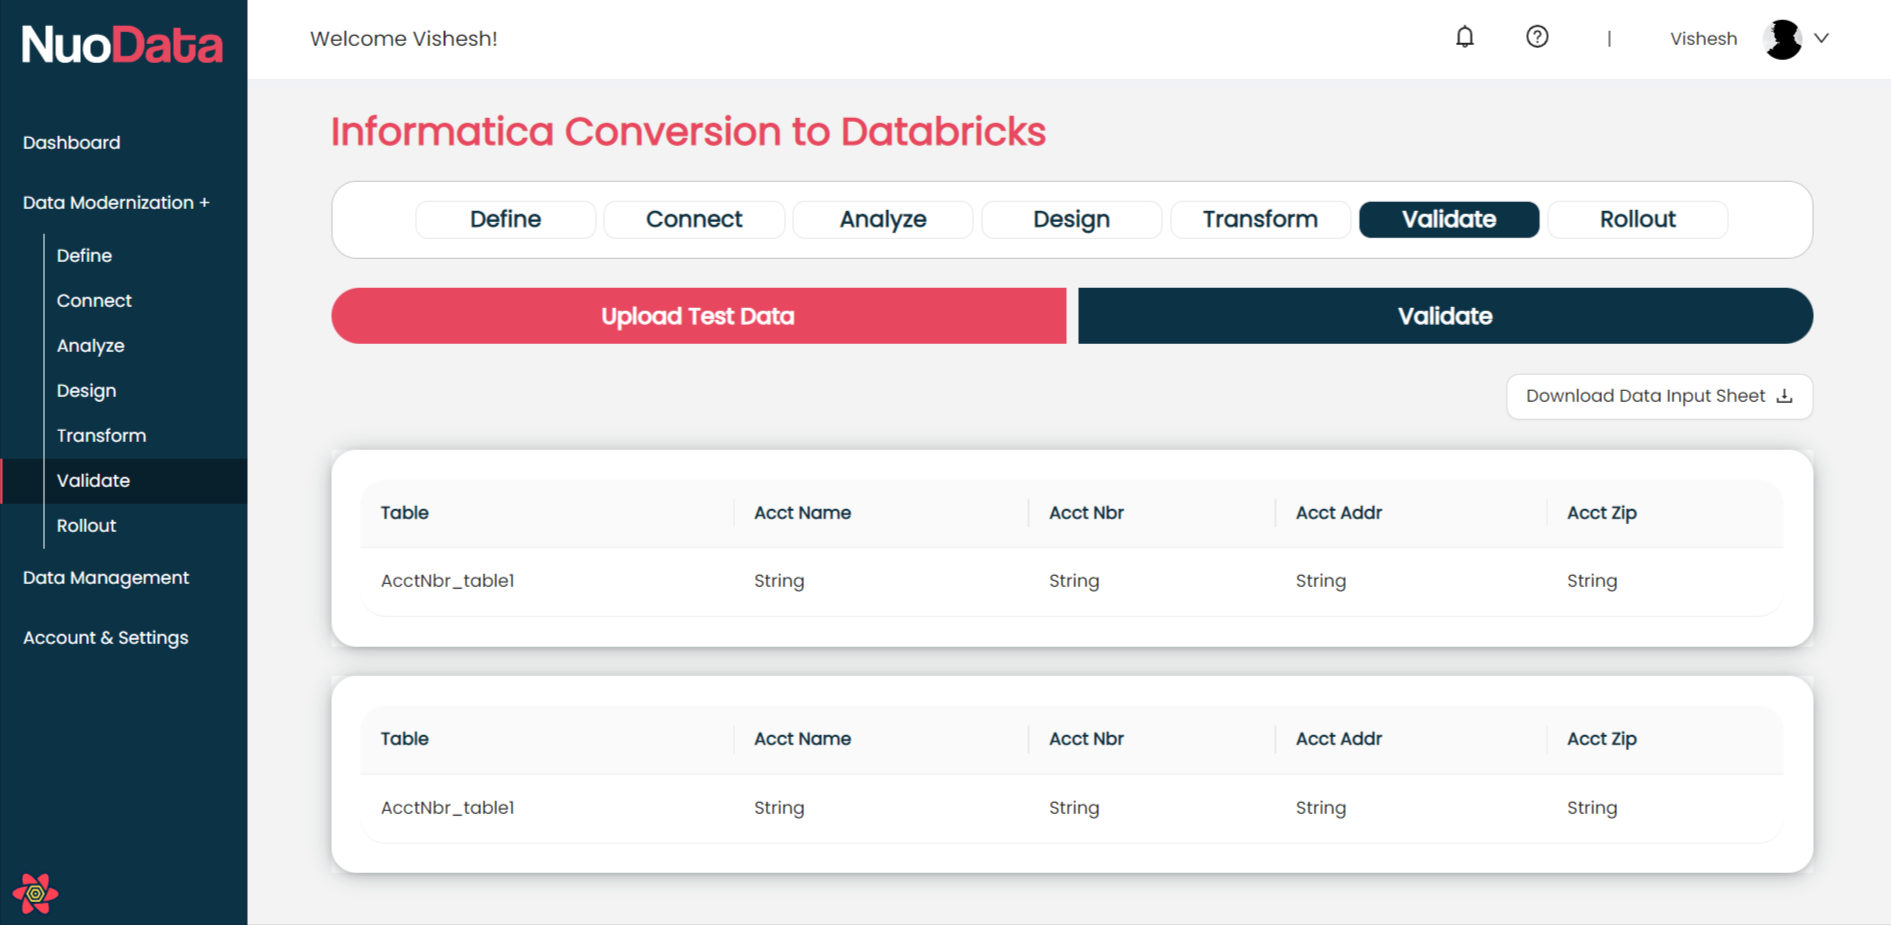 NuoData
Welcome Vishesh!
|
Vishesh
Dashboard
Data Modernization +
Define
Connect
Analyze
Design
Transform
Validate
Rollout
Data Management
Account & Settings
Informatica Conversion to Databricks
Define Connect Analyze Design Transform Validate Rollout
Upload Test Data Validate
Download Data Input Sheet
Table Acct Name Acct Nbr Acct Addr Acct Zip
AcctNbr_table1 String String String String
Table Acct Name Acct Nbr Acct Addr Acct Zip
AcctNbr_table1 String String String String